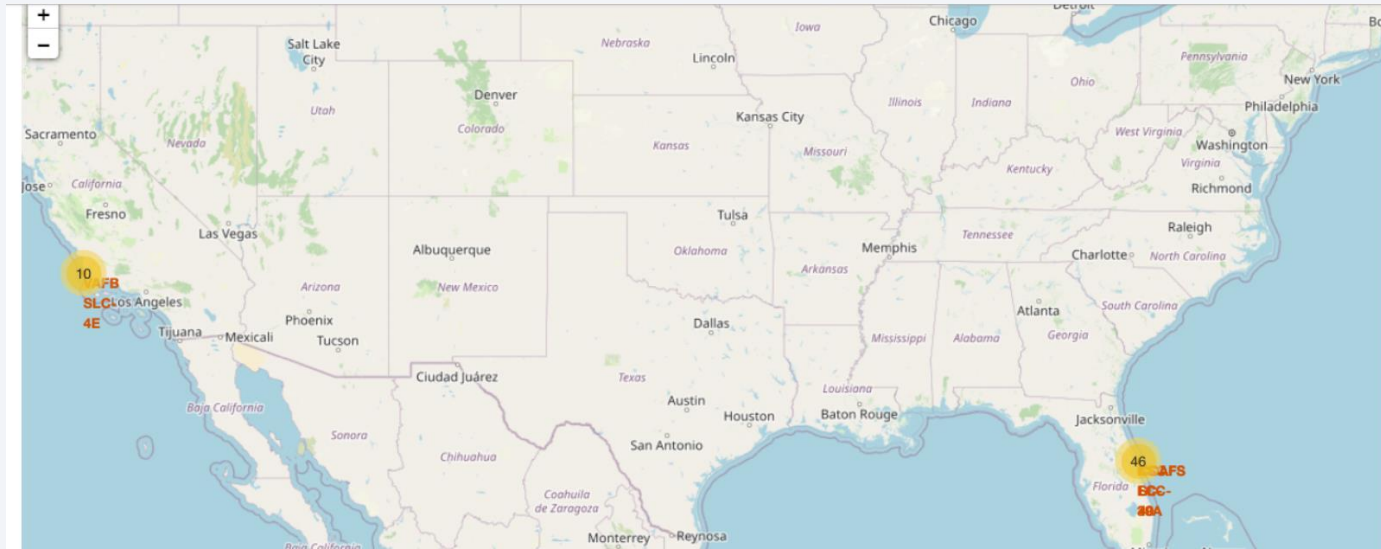 +
−
Chicago
Detroit
Iowa
Nebraska
Salt Lake
City
Lincoln
Pennsylvania
New York
Ohio
Denver
Illinois
Indiana
Utah
Philadelphia
Kansas City
Colorado
Sacramento
West Virginia
Washington
Nevada
Kansas
Missouri
Virginia
Kentucky
Jose
California
Richmond
Fresno
Tulsa
Las Vegas
Raleigh
Tennessee
Albuquerque
Oklahoma
Memphis
Charlotte
North Carolina
10
Arkansas
VAFB
Arizona
New Mexico
SLC-
Los Angeles
South Carolina
Atlanta
4E
Phoenix
Dallas
Tijuana
Mexicali
Tucson
Mississippi
Alabama
Georgia
Ciudad Juárez
Texas
Louisiana
Austin
Baja California
Houston
Baton Rouge
Jacksonville
Sonora
San Antonio
Chihuahua
46
Florida
Coahuila
de Zaragoza
Monterrey
Reynosa
Baja California